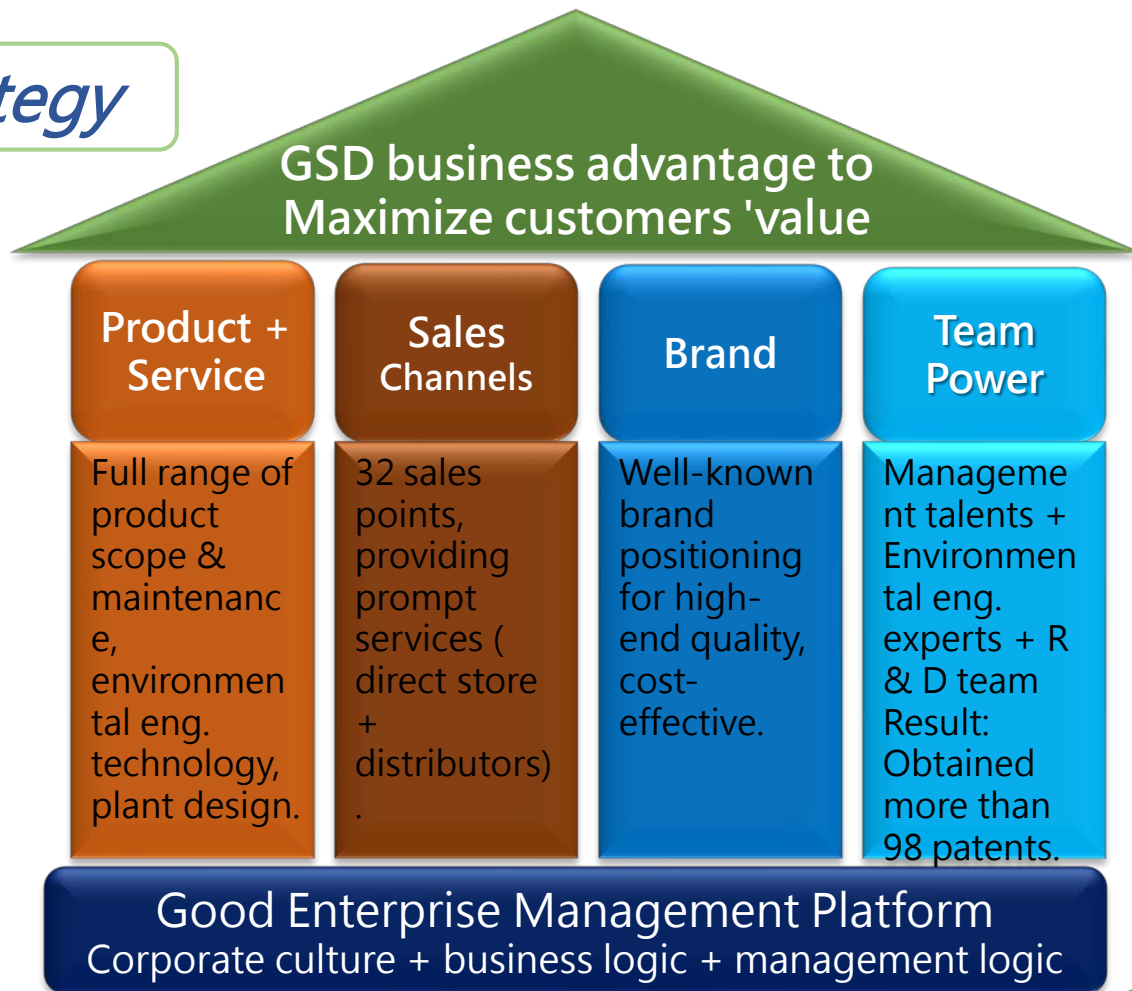 tegy
GSD business advantage to
Maximize customers 'value
Product +
Service
Sales
Channels
Brand
Team
Power
Full range of
product
scope &
maintenanc
e,
environmen
tal eng.
technology,
plant design.
32 sales
points,
providing
prompt
services (
direct store
+
distributors)
.
Well-known
brand
positioning
for high-
end quality,
cost-
effective.
Manageme
nt talents +
Environmen
tal eng.
experts + R
& D team
Result:
Obtained
more than
98 patents.
Good Enterprise Management Platform
Corporate culture + business logic + management logic